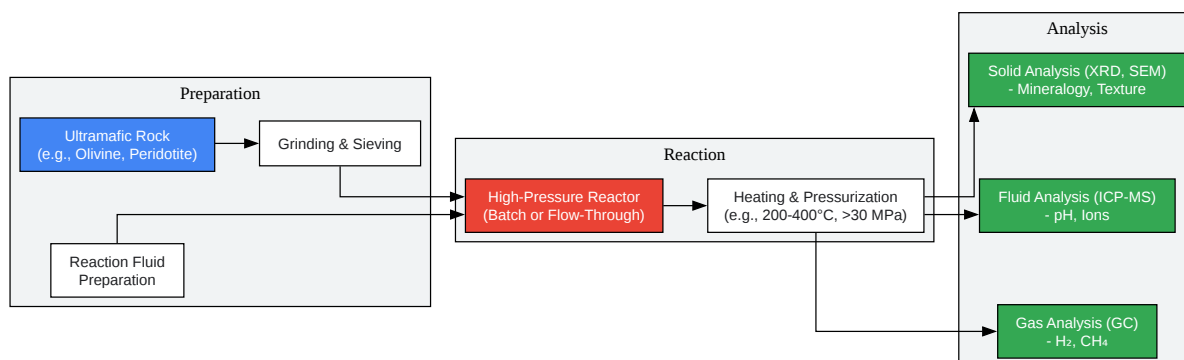 Preparation
Ultramafic Rock
(e.g., Olivine, Peridotite)
Grinding & Sieving
Reaction Fluid
Preparation
Reaction
High-Pressure Reactor
(Batch or Flow-Through)
Heating & Pressurization
(e.g., 200-400°C, >30 MPa)
Analysis
Solid Analysis (XRD, SEM)
- Mineralogy, Texture
Fluid Analysis (ICP-MS)
- pH, Ions
Gas Analysis (GC)
- H₂, CH₄